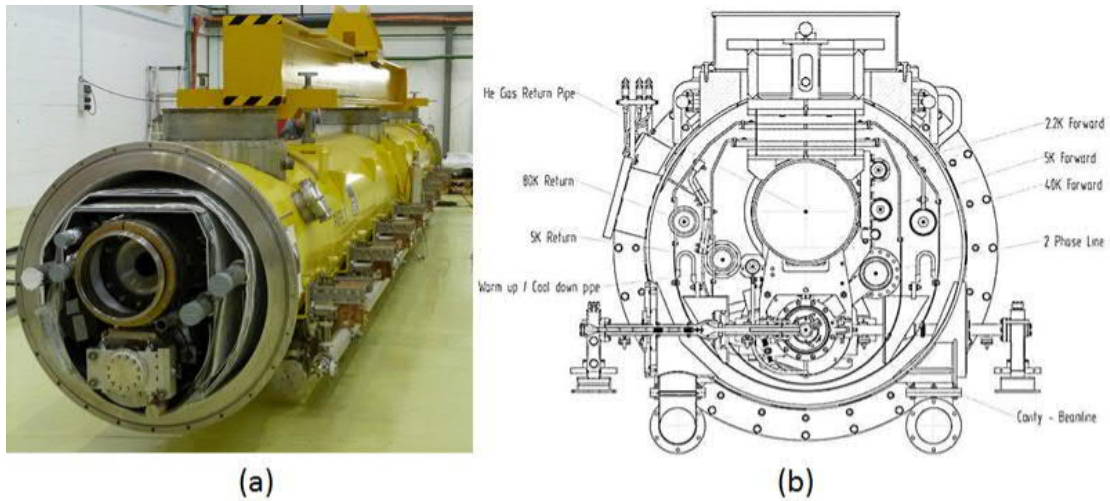 He Gas Return Pipe
80K Return
5K Return
Warm up / Cool down pipe
2.2K Forward
5K Forward
40K Forward
2 Phase Line
Cavity - Beamline
(a)
(b)